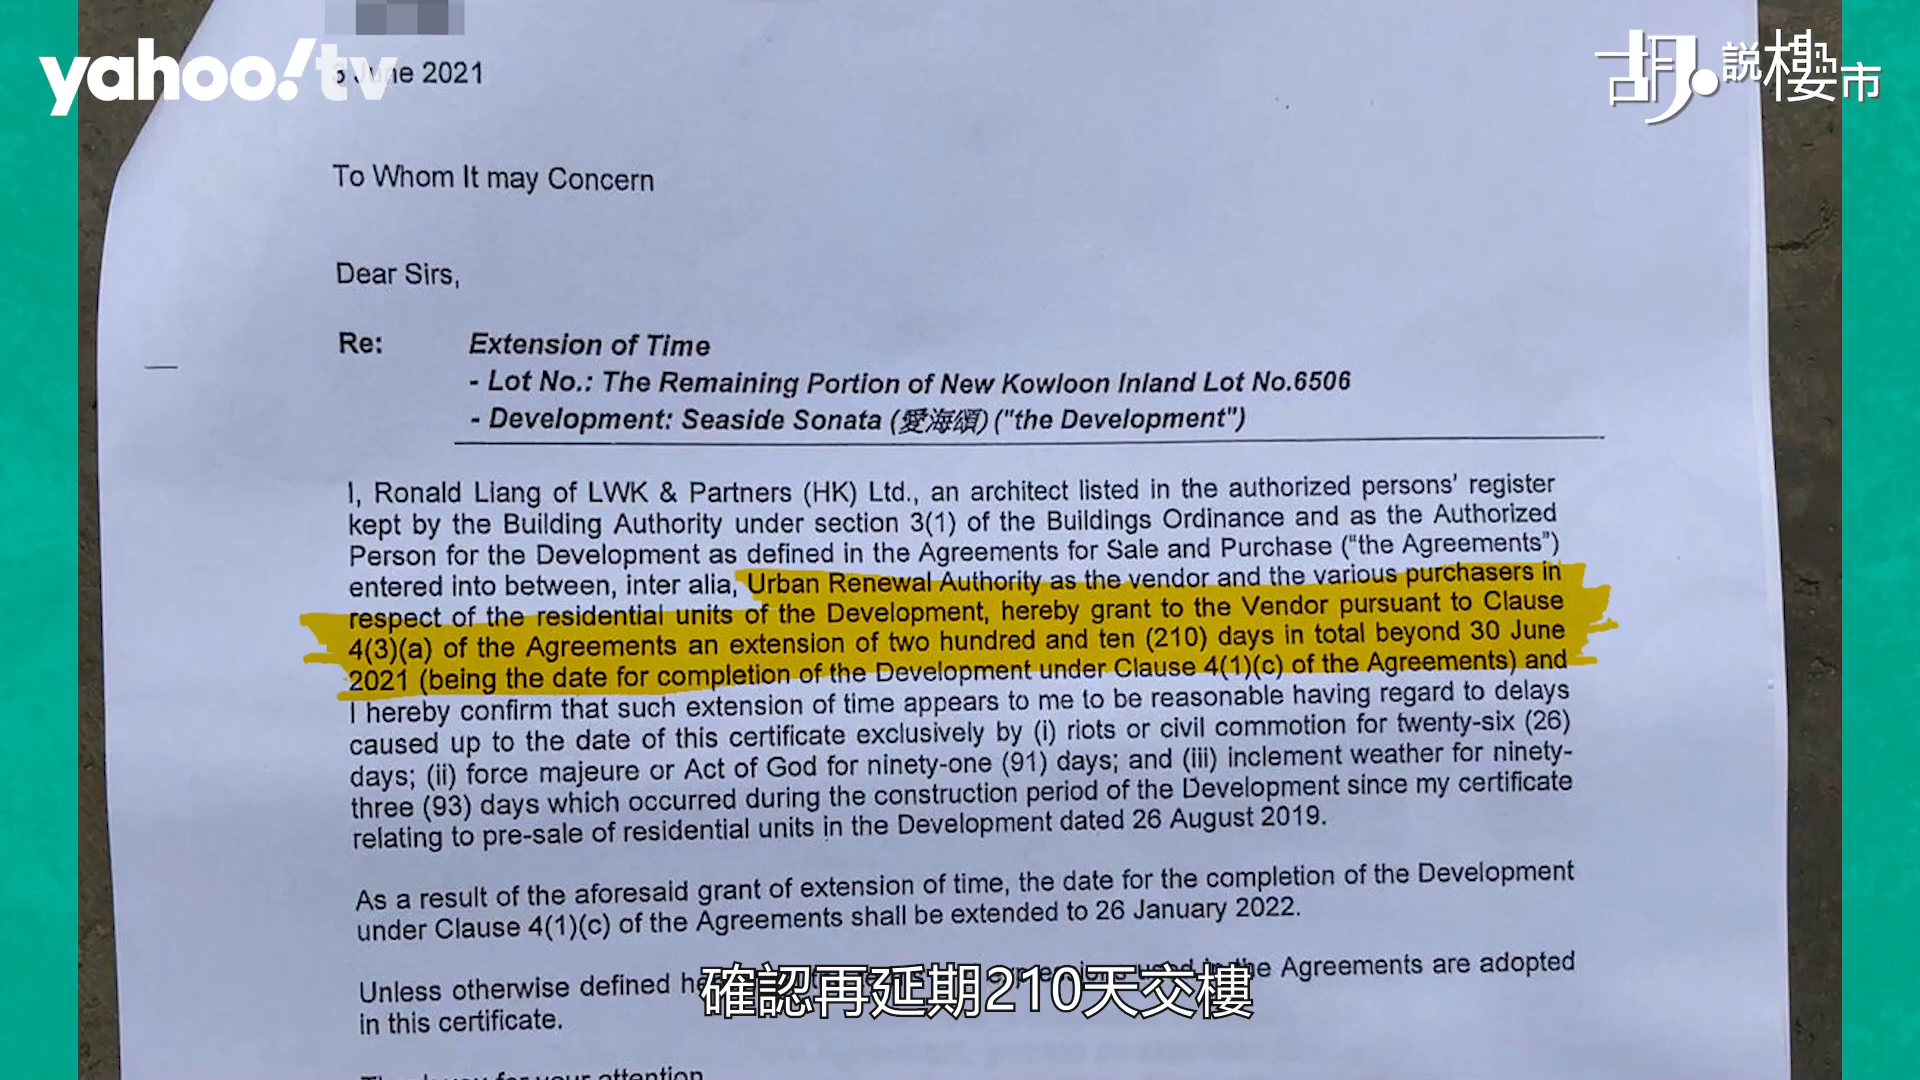 yahoo!tv
胡.說樓市
June 2021
To Whom It may Concern
Dear Sirs,
Re: Extension of Time
- Lot No.: The Remaining Portion of New Kowloon Inland Lot No.6506
- Development: Seaside Sonata (愛海頌) ("the Development")
I, Ronald Liang of LWK & Partners (HK) Ltd., an architect listed in the authorized persons' register
kept by the Building Authority under section 3(1) of the Buildings Ordinance and as the Authorized
Person for the Development as defined in the Agreements for Sale and Purchase ("the Agreements")
entered into between, inter alia, Urban Renewal Authority as the vendor and the various purchasers in
respect of the residential units of the Development, hereby grant to the Vendor pursuant to Clause
4(3)(a) of the Agreements an extension of two hundred and ten (210) days in total beyond 30 June
2021 (being the date for completion of the Development under Clause 4(1)(c) of the Agreements) and
I hereby confirm that such extension of time appears to me to be reasonable having regard to delays
caused up to the date of this certificate exclusively by (i) riots or civil commotion for twenty-six (26)
days; (ii) force majeure or Act of God for ninety-one (91) days; and (iii) inclement weather for ninety-
three (93) days which occurred during the construction period of the Development since my certificate
relating to pre-sale of residential units in the Development dated 26 August 2019.
As a result of the aforesaid grant of extension of time, the date for the completion of the Development
under Clause 4(1)(c) of the Agreements shall be extended to 26 January 2022.
Unless otherwise defined the Agreements are adopted
in this certificate.
確認再延期210天交樓
for your attention